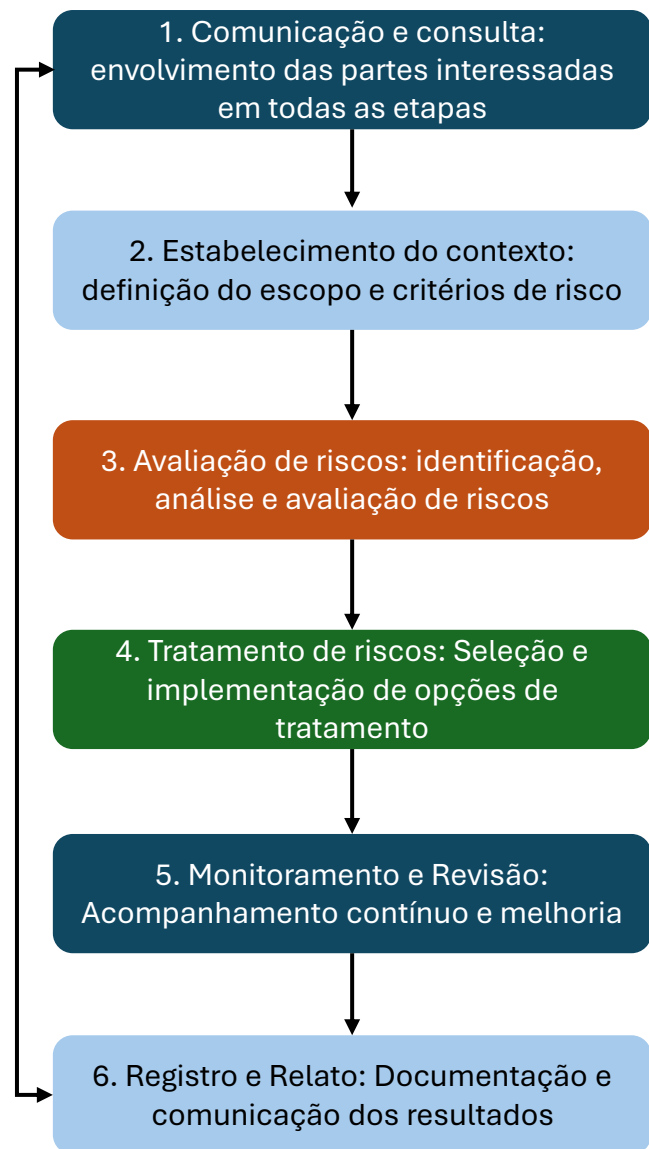 1. Comunicação e consulta:
envolvimento das partes interessadas
em todas as etapas
2. Estabelecimento do contexto:
definição do escopo e critérios de risco
3. Avaliação de riscos: identificação,
análise e avaliação de riscos
4. Tratamento de riscos: Seleção e
implementação de opções de
tratamento
5. Monitoramento e Revisão:
Acompanhamento contínuo e melhoria
6. Registro e Relato: Documentação e
comunicação dos resultados